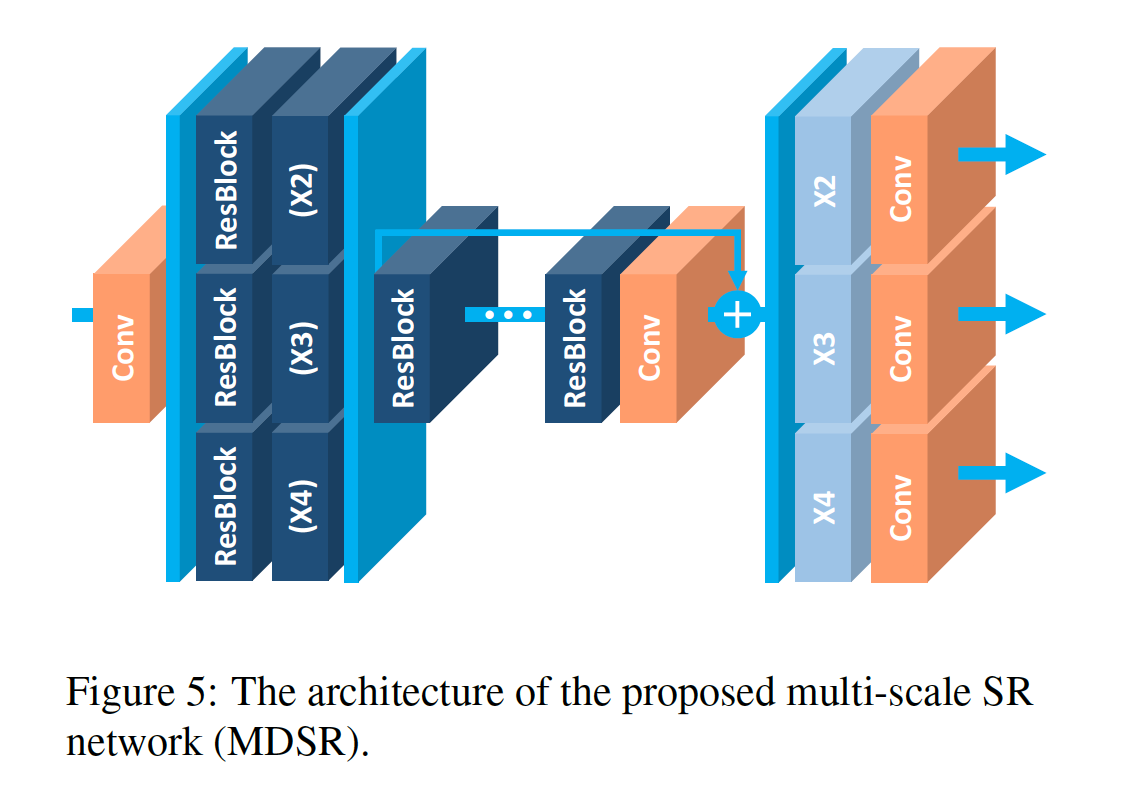 Conv
ResBlock
(X2)
ResBlock
(X3)
ResBlock
(X4)
ResBlock
ResBlock
Conv
X2
Conv
X3
Conv
X4
Conv
Figure 5: The architecture of the proposed multi-scale SR
network (MDSR).